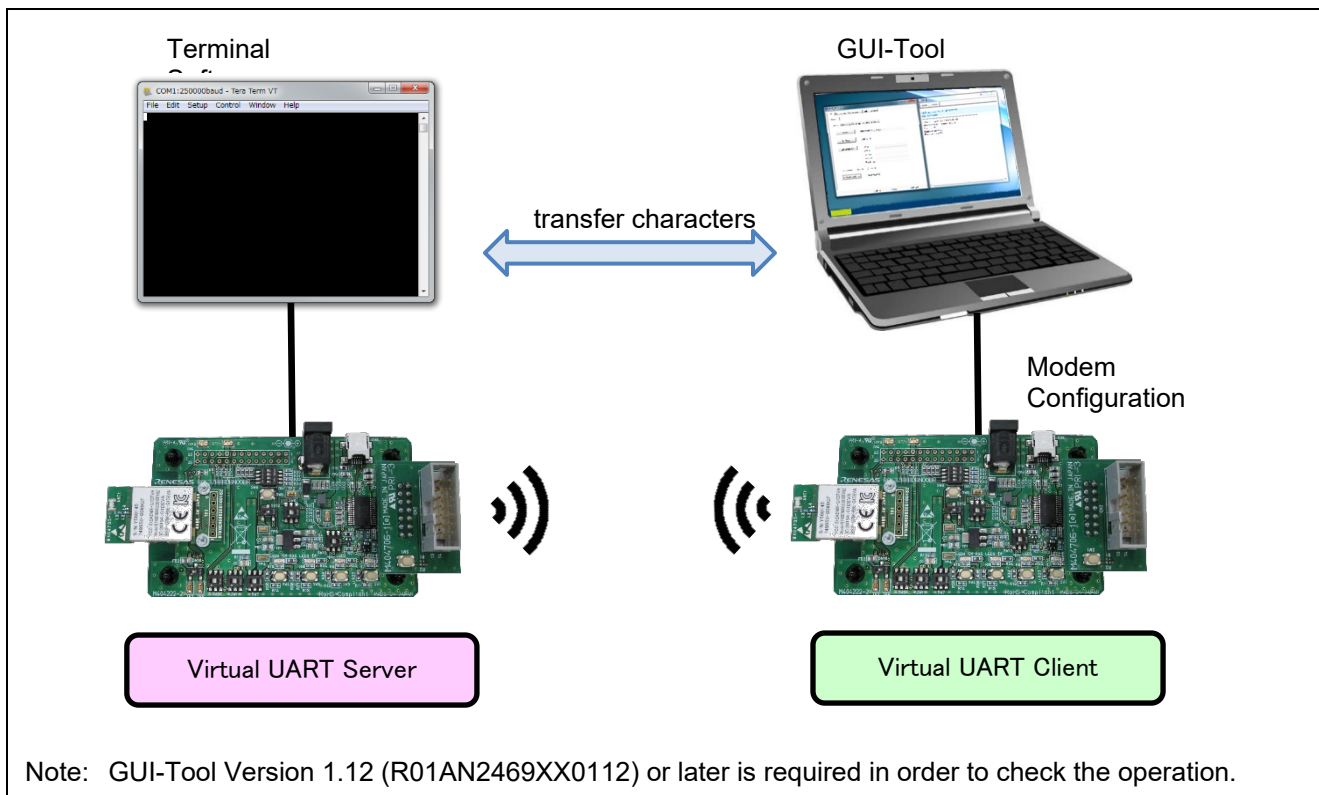 Terminal
GUI-Tool
COM1:250000baud - Tera Term VT
File Edit Setup Control Window Help
transfer characters
Modem
Configuration
RENESAS
RENESAS
Virtual UART Server
Virtual UART Client
Note: GUI-Tool Version 1.12 (R01AN2469XX0112) or later is required in order to check the operation.